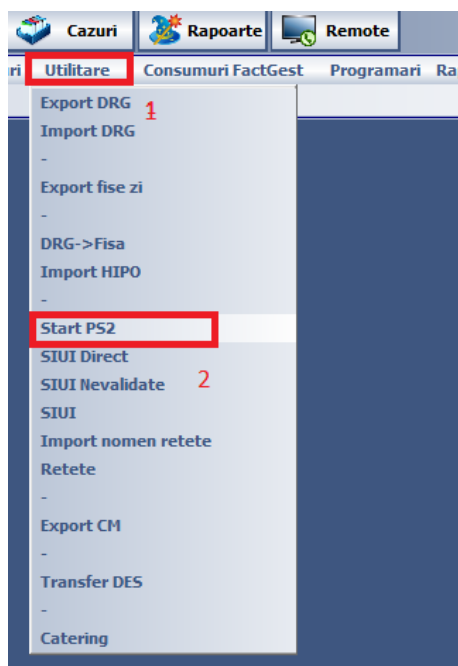 Cazuri Rapoarte Remote
ri Utilitare Consumuri FactGest Programari Ra
Export DRG 1
Import DRG
-
Export fise zi
-
DRG->Fisa
Import HIPO
-
Start PS2
SIUI Direct
SIUI Nevalidate 2
SIUI
Import nomen retete
Retete
-
Export CM
-
Transfer DES
-
Catering